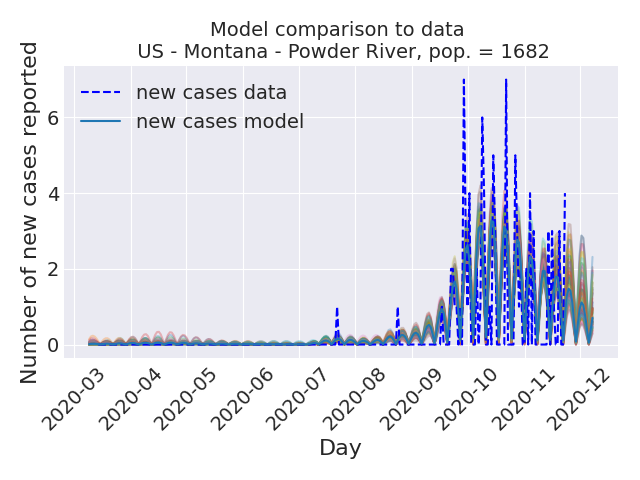 Model comparison to data
US - Montana - Powder River, pop. = 1682
Number of new cases reported
new cases data
new cases model
6
4
2
0
2020-03
2020-04
2020-05
2020-06
2020-07
2020-08
2020-09
2020-10
2020-11
2020-12
Day